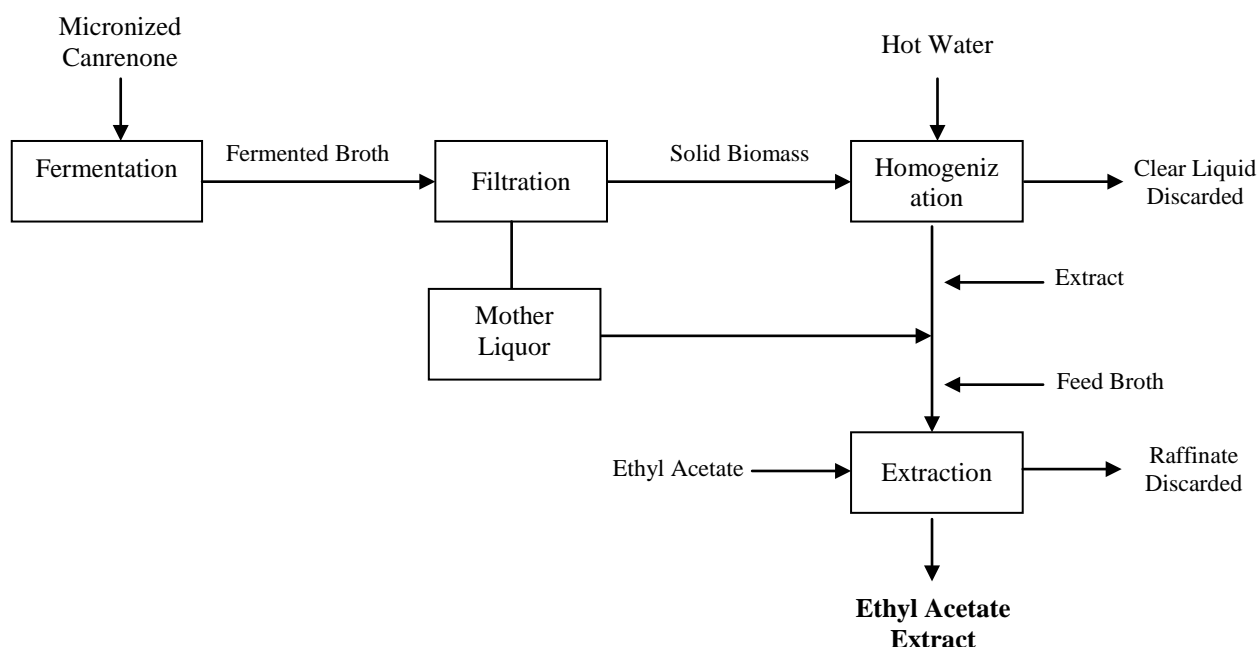 Micronized
Canrenone
Hot Water
Fermentation
Fermented Broth
Filtration
Solid Biomass
Homogeniz
ation
Clear Liquid
Discarded
Extract
Mother
Liquor
Feed Broth
Ethyl Acetate
Extraction
Raffinate
Discarded
Ethyl Acetate
Extract